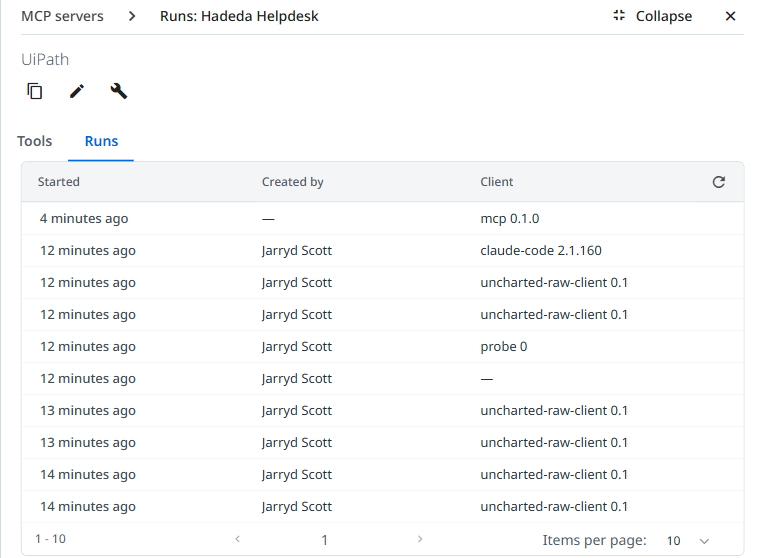 MCP servers > Runs: Hadeda Helpdesk Collapse
UiPath
Tools Runs
Started Created by Client
4 minutes ago — mcp 0.1.0
12 minutes ago Jarryd Scott claude-code 2.1.160
12 minutes ago Jarryd Scott uncharted-raw-client 0.1
12 minutes ago Jarryd Scott uncharted-raw-client 0.1
12 minutes ago Jarryd Scott probe 0
12 minutes ago Jarryd Scott —
13 minutes ago Jarryd Scott uncharted-raw-client 0.1
13 minutes ago Jarryd Scott uncharted-raw-client 0.1
14 minutes ago Jarryd Scott uncharted-raw-client 0.1
14 minutes ago Jarryd Scott uncharted-raw-client 0.1
1 - 10 < 1 > Items per page: 10